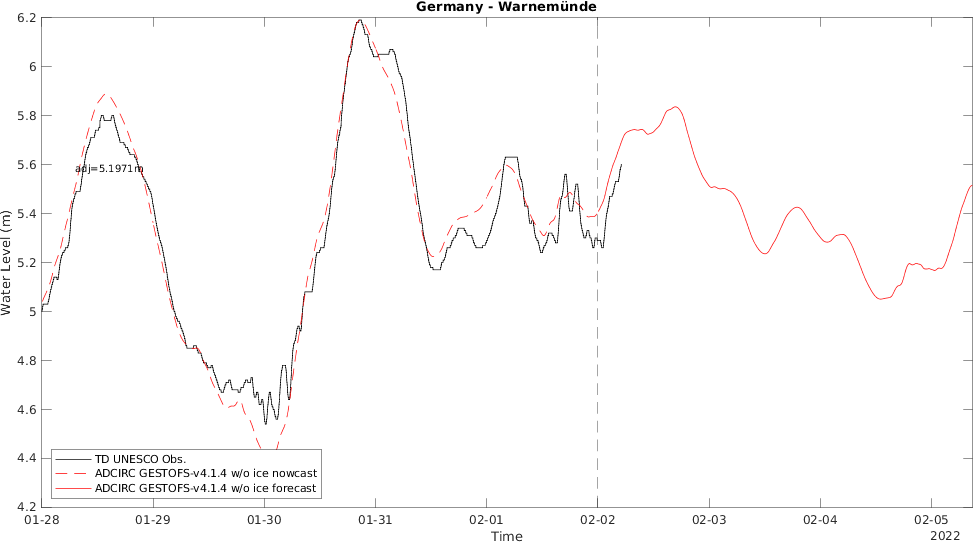 Germany - Warnemünde
6.2
6
5.8
5.6
5.4
5.2
5
4.8
4.6
4.4
4.2
Water Level (m)
adj=5.1971m
TD UNESCO Obs.
ADCIRC GESTOFS-v4.1.4 w/o ice nowcast
ADCIRC GESTOFS-v4.1.4 w/o ice forecast
01-28 01-29 01-30 01-31 02-01 02-02 02-03 02-04 02-05
Time
2022